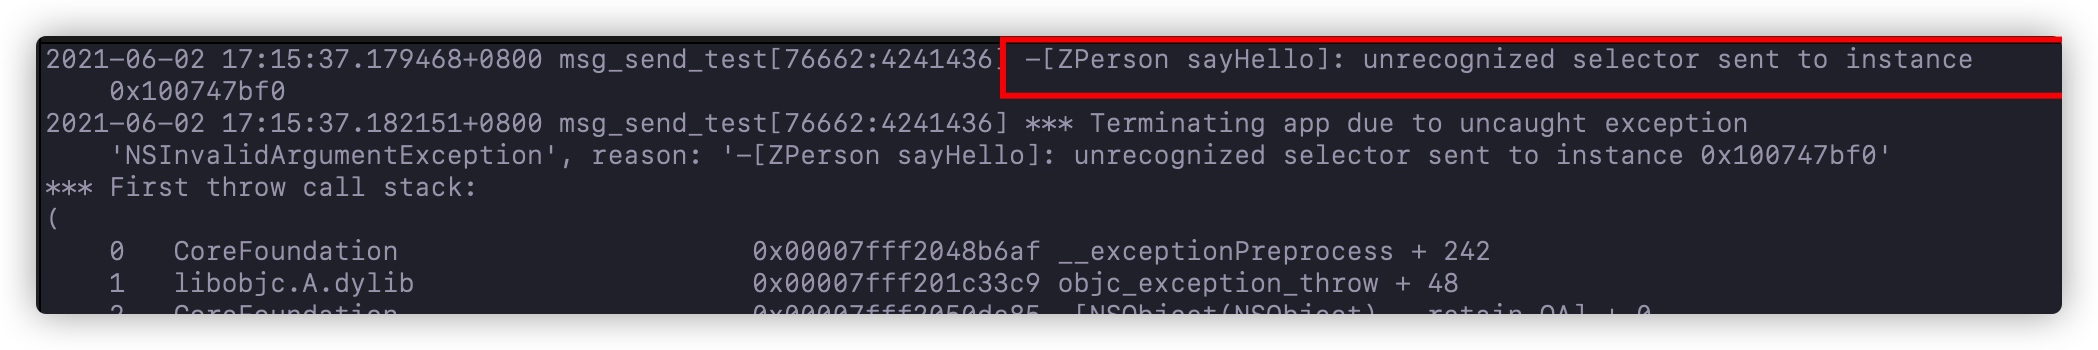 2021-06-02 17:15:37.179468+0800 msg_send_test[76662:4241436] -[ZPerson sayHello]: unrecognized selector sent to instance
0x100747bf0
2021-06-02 17:15:37.182151+0800 msg_send_test[76662:4241436] *** Terminating app due to uncaught exception
'NSInvalidArgumentException', reason: '-[ZPerson sayHello]: unrecognized selector sent to instance 0x100747bf0'
*** First throw call stack:
(
0   CoreFoundation                      0x00007fff2048b6af __exceptionPreprocess + 242
1   libobjc.A.dylib                     0x00007fff201c33c9 objc_exception_throw + 48
2   CoreFoundation